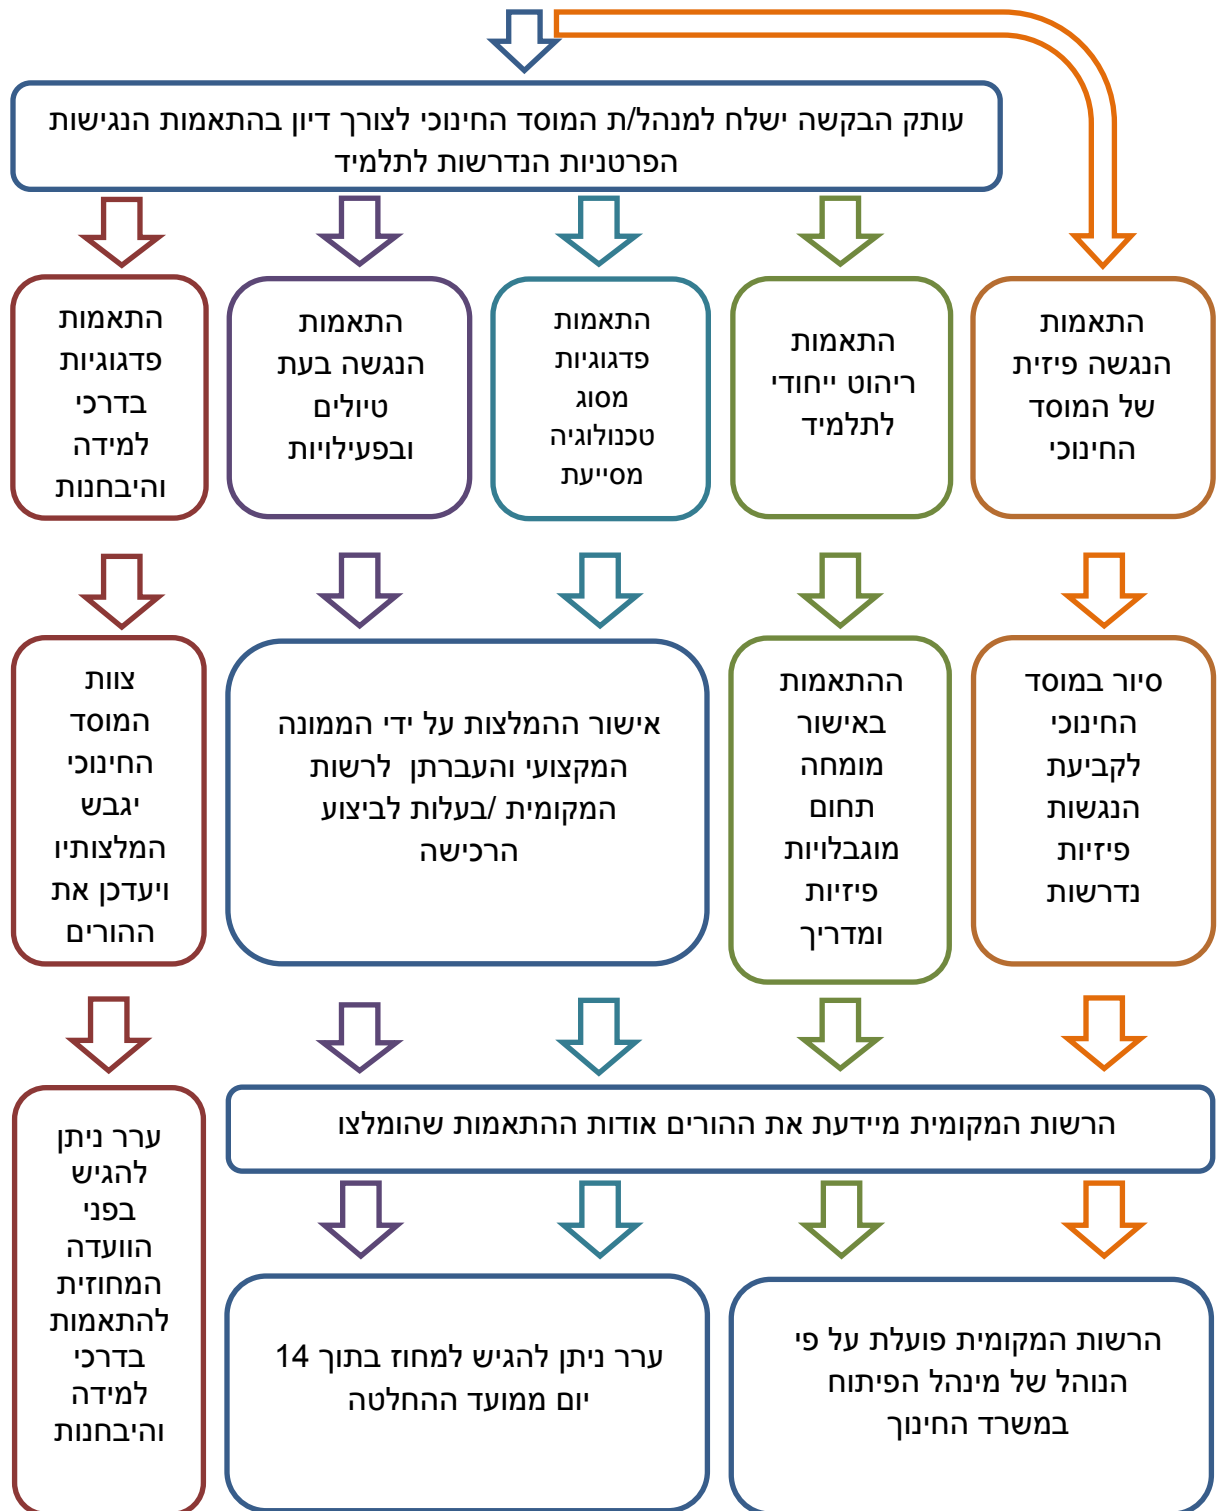 עותק הבקשה ישלח למנהל/ת המוסד החינוכי לצורך דיון בהתאמות הנגישות
הפרטניות הנדרשות לתלמיד
התאמות
הנגשה פיזית
של המוסד
החינוכי
התאמות
ריהוט ייחודי
לתלמיד
התאמות
פדגוגיות
מסוג
טכנולוגיה
מסייעת
התאמות
הנגשה בעת
טיולים
ובפעילויות
התאמות
פדגוגיות
בדרכי
למידה
והיבחנות
סיור במוסד
החינוכי
לקביעת
הנגשות
פיזיות
נדרשות
ההתאמות
באישור
מומחה
תחום
מוגבלויות
פיזיות
ומדריך
אישור ההמלצות על ידי הממונה
המקצועי והעברתן לרשות
המקומית /בעלות לביצוע
הרכישה
צוות
המוסד
החינוכי
יגבש
המלצותיו
ויעדכן את
ההורים
הרשות המקומית מיידעת את ההורים אודות ההתאמות שהומלצו
הרשות המקומית פועלת על פי
הנוהל של מינהל הפיתוח
במשרד החינוך
ערר ניתן להגיש למחוז בתוך 14
יום ממועד ההחלטה
ערר ניתן
להגיש
בפני
הוועדה
המחוזית
להתאמות
בדרכי
למידה
והיבחנות